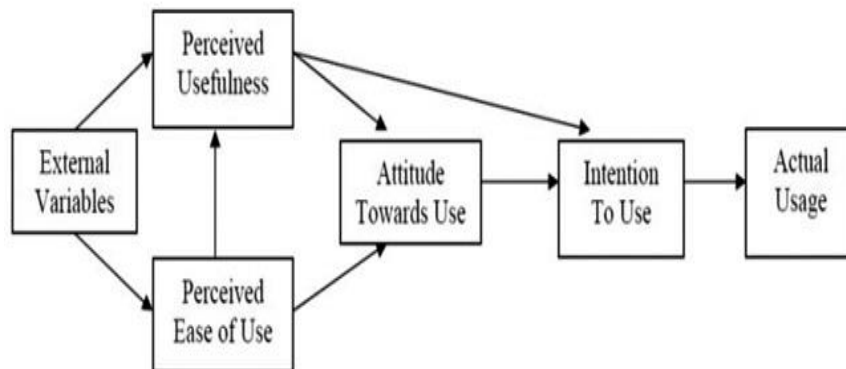 Perceived
Usefulness
External
Variables
Attitude
Towards Use
Intention
To Use
Actual
Usage
Perceived
Ease of Use